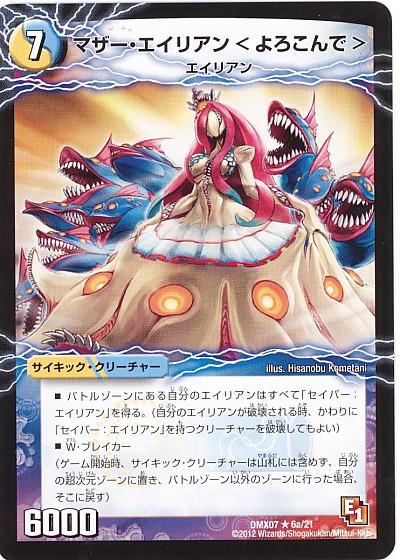 7
マザー・エイリアン＜よろこんで＞
エイリアン
サイキック・クリーチャー
illus. Hisanobu Kometani
■ バトルゾーンにある自分のエイリアンはすべて「セイバー：
エイリアン」を得る。（自分のエイリアンが破壊される時、かわりに
「セイバー：エイリアン」を持つクリーチャーを破壊してもよい）
■ W・ブレイカー
（ゲーム開始時、サイキック・クリーチャーは山札には含めず、自分
の超次元ゾーンに置き、バトルゾーン以外のゾーンに行った場合、
そこに戻す）
6000
DMX07 ★ 6a/21
©2012 Wizards/Shogakukan/Mitsui-Kids
E1